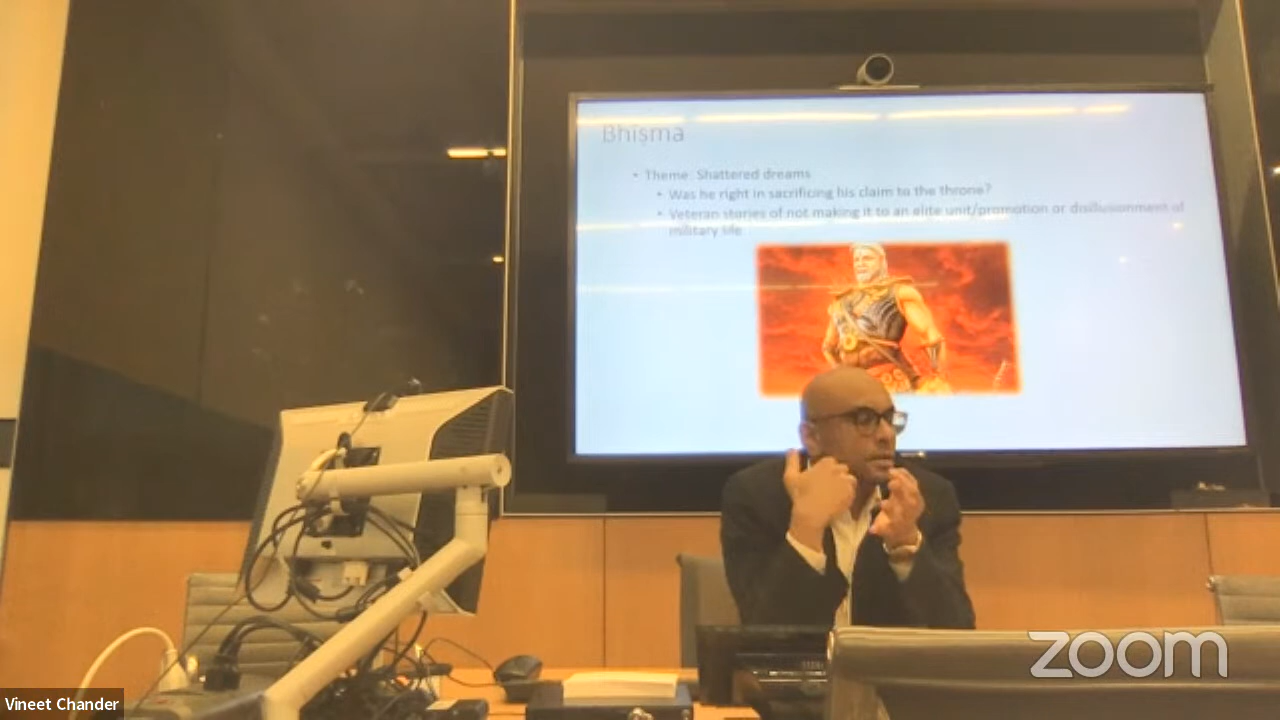 Bhīṣma
• Theme: Shattered dreams
• Was he right in sacrificing his claim to the throne?
• Veteran stories of not making it to an elite unit/promotion or disillusionment of
military life
zoom
Vineet Chander